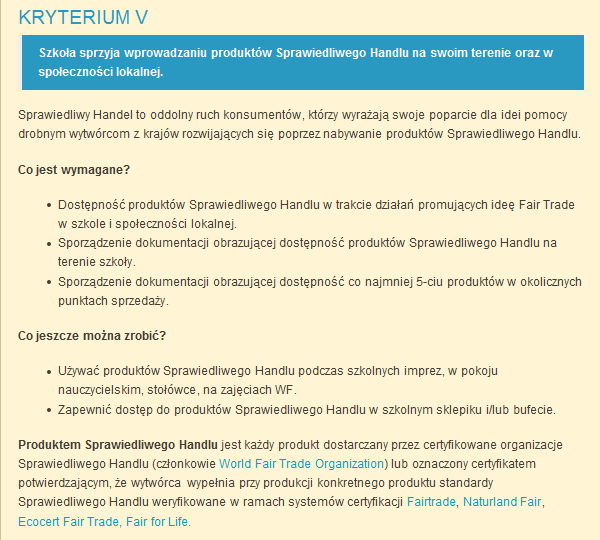 KRYTERIUM V
Szkoła sprzyja wprowadzaniu produktów Sprawiedliwego Handlu na swoim terenie oraz w
społeczności lokalnej.
Sprawiedliwy Handel to oddolny ruch konsumentów, którzy wyrażają swoje poparcie dla idei pomocy
drobnym wytwórcom z krajów rozwijających się poprzez nabywanie produktów Sprawiedliwego Handlu.
Co jest wymagane?
• Dostępność produktów Sprawiedliwego Handlu w trakcie działań promujących ideę Fair Trade
w szkole i społeczności lokalnej.
• Sporządzenie dokumentacji obrazującej dostępność produktów Sprawiedliwego Handlu na
terenie szkoły.
• Sporządzenie dokumentacji obrazującej dostępność co najmniej 5-ciu produktów w okolicznych
punktach sprzedaży.
Co jeszcze można zrobić?
• Używać produktów Sprawiedliwego Handlu podczas szkolnych imprez, w pokoju
nauczycielskim, stołówce, na zajęciach WF.
• Zapewnić dostęp do produktów Sprawiedliwego Handlu w szkolnym sklepiku i/lub bufecie.
Produktem Sprawiedliwego Handlu jest każdy produkt dostarczany przez certyfikowane organizacje
Sprawiedliwego Handlu (członkowie World Fair Trade Organization) lub oznaczony certyfikatem
potwierdzającym, że wytwórca wypełnia przy produkcji konkretnego produktu standardy
Sprawiedliwego Handlu weryfikowane w ramach systemów certyfikacji Fairtrade, Naturland Fair,
Ecocert Fair Trade, Fair for Life.